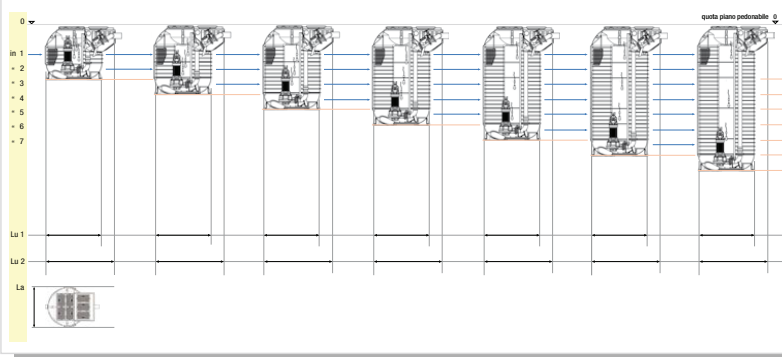 quota piano pedonabile 0
0
in 1
" 2
" 3
" 4
" 5
" 6
" 7
Lu 1
Lu 2
La